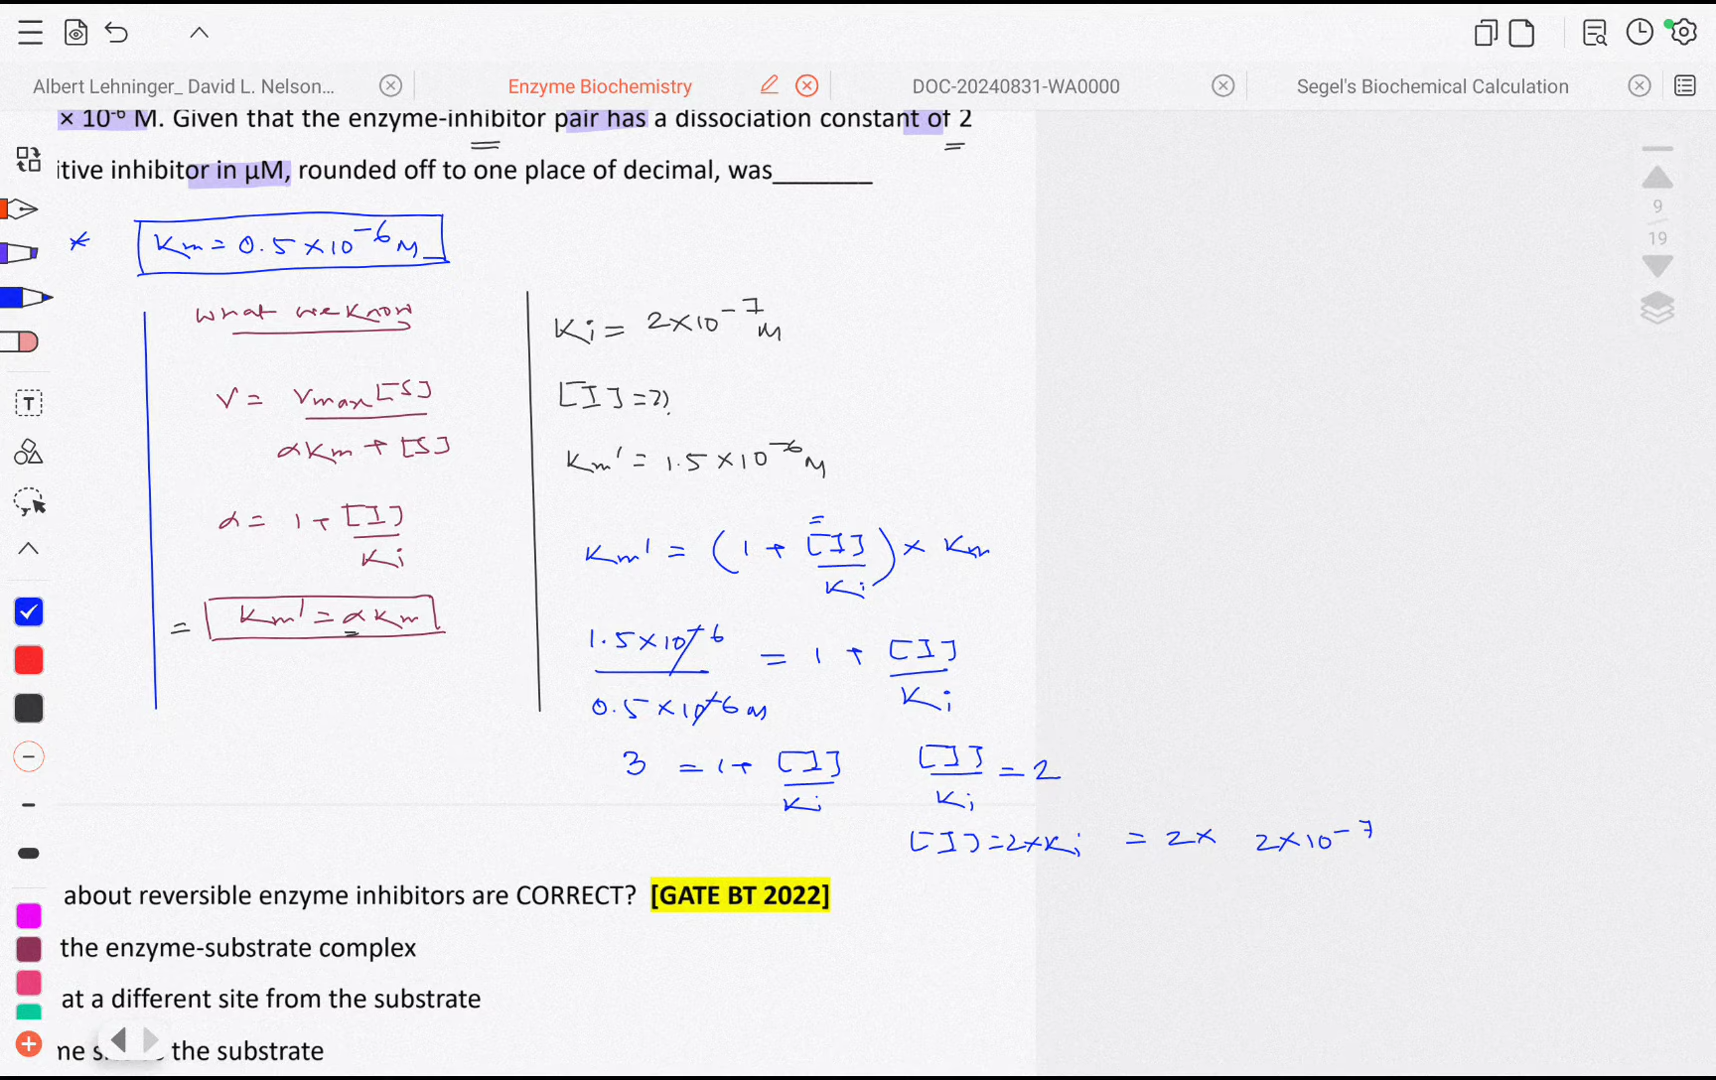 Albert Lehninger_ David L. Nelson...
Enzyme Biochemistry
DOC-20240831-WA0000
Segel's Biochemical Calculation
× 10⁻⁶ M. Given that the enzyme-inhibitor pair has a dissociation constant of 2
tive inhibitor in µM, rounded off to one place of decimal, was_______
9
19
* Km = 0.5 × 10⁻⁶ M
What we know
V = Vmax [S]
αKm + [S]
α = 1 + [I]
Ki
= Km' = αKm
Ki = 2×10⁻⁷ M
[I] = ??
Km' = 1.5 × 10⁻⁶ M
Km' = (1 + [I]/Ki) × Km
1.5 × 10⁻⁶
= 1 + [I]/Ki
0.5 × 10⁻⁶ M
3 = 1 + [I]/Ki
[I]/Ki = 2
[I] = 2×Ki = 2× 2×10⁻⁷
about reversible enzyme inhibitors are CORRECT? [GATE BT 2022]
the enzyme-substrate complex
at a different site from the substrate
the substrate
T